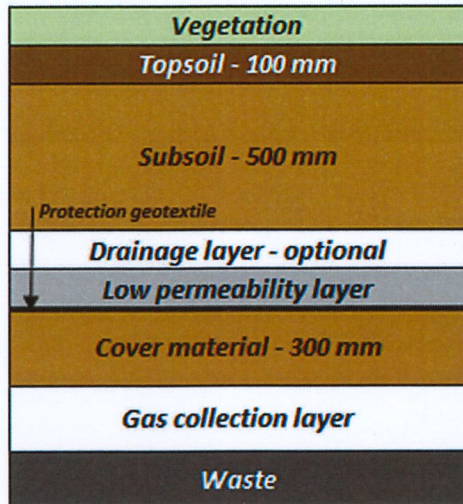 Vegetation
Topsoil - 100 mm
Subsoil - 500 mm
Protection geotextile
Drainage layer - optional
Low permeability layer
Cover material - 300 mm
Gas collection layer
Waste